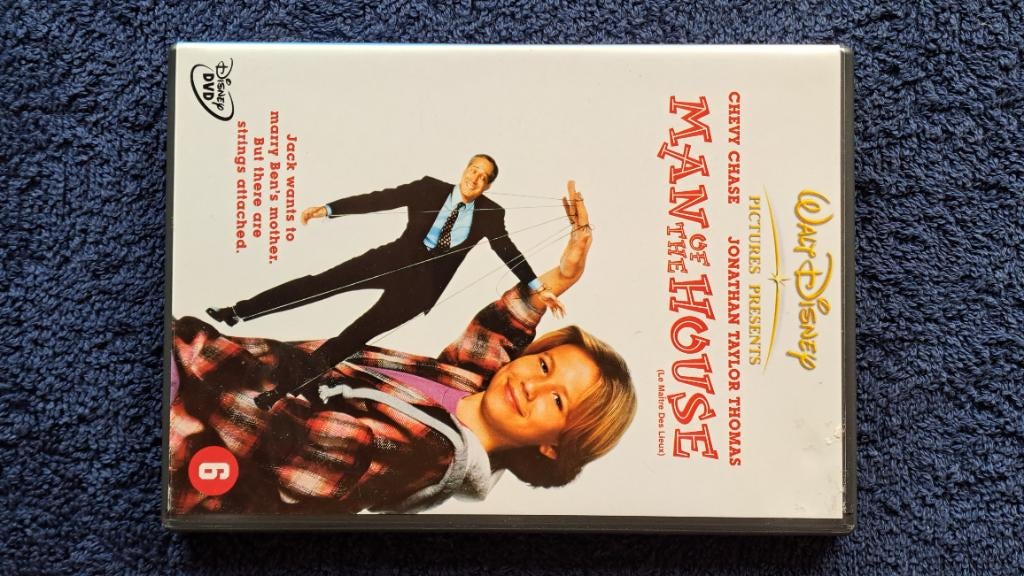 WALT DISNEY
PICTURES PRESENTS
CHEVY CHASE JONATHAN TAYLOR THOMAS
MAN OF THE HOUSE
(Le Maître Des Lieux)
Jack wants to
marry Ben's mother.
But there are
strings attached.
DISNEY
DVD
6